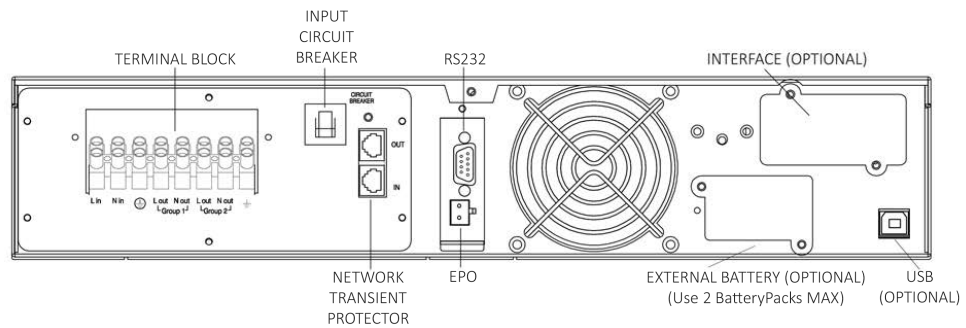 INPUT
CIRCUIT
BREAKER
TERMINAL BLOCK
RS232
INTERFACE (OPTIONAL)
CIRCUIT
BREAKER
OUT
IN
L in N in L out N out L out N out
Group 1 Group 2
NETWORK
TRANSIENT
PROTECTOR
EPO
EXTERNAL BATTERY (OPTIONAL)
(Use 2 BatteryPacks MAX)
USB
(OPTIONAL)